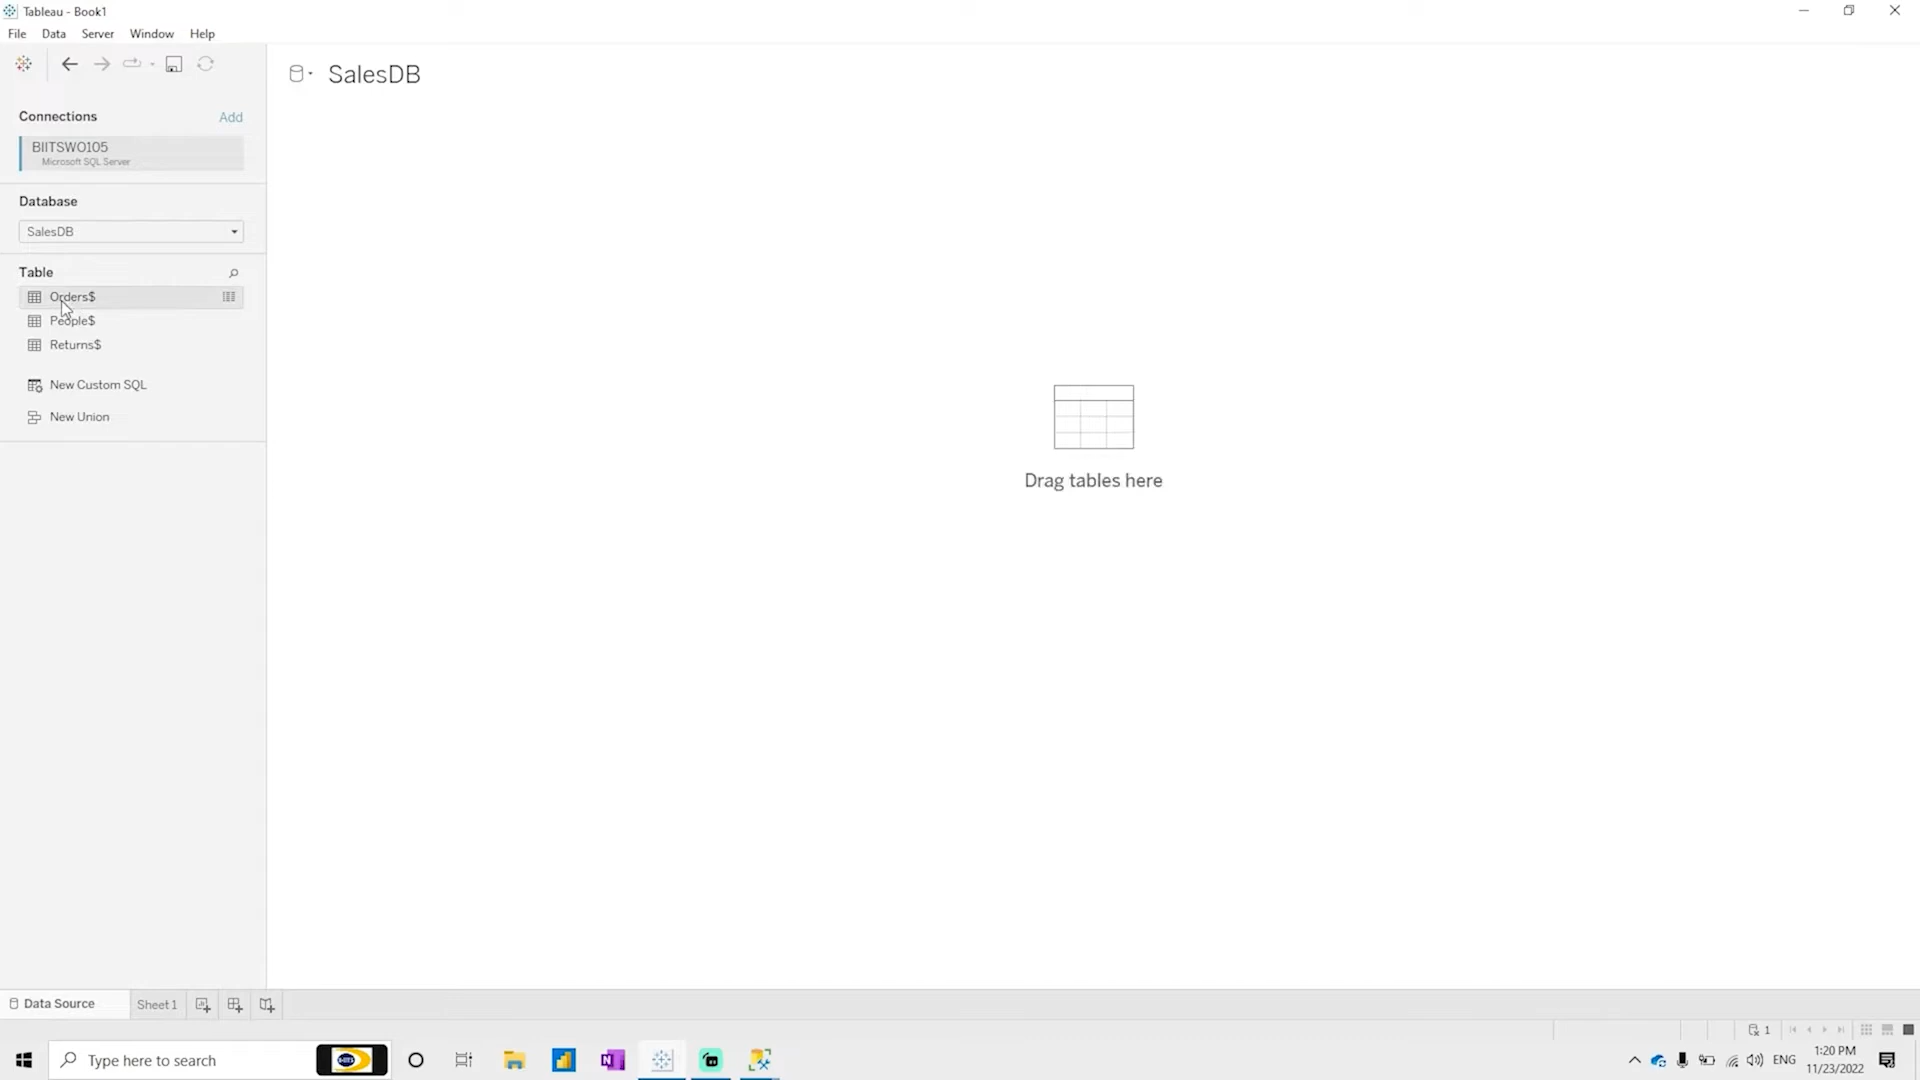 Tableau - Book1
File Data Server Window Help
SalesDB
Connections Add
BIITSWO105
Microsoft SQL Server
Database
SalesDB
Table
Orders$
People$
Returns$
New Custom SQL
New Union
Drag tables here
Data Source Sheet 1
1
Type here to search
ENG
1:20 PM
11/23/2022